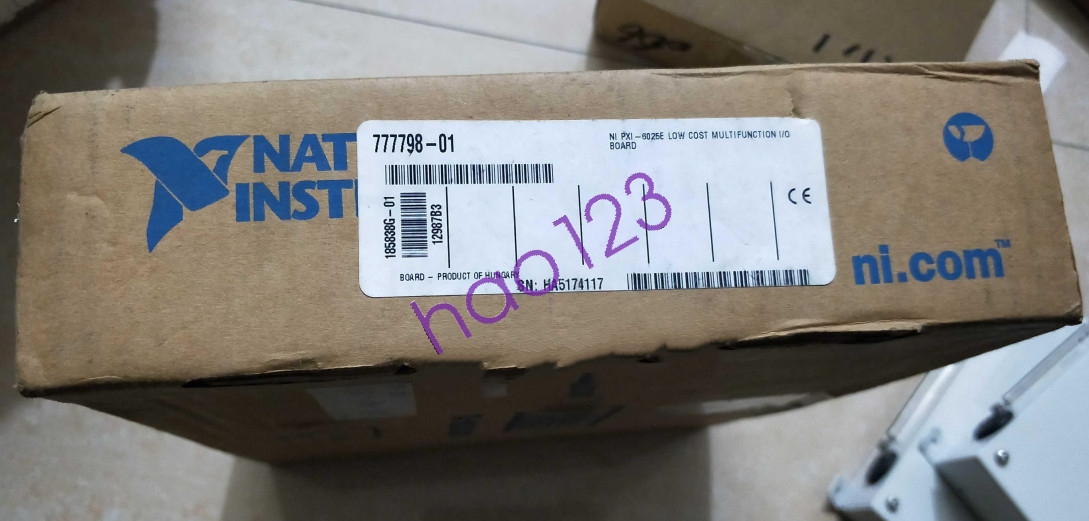 NAT
INSTR
777798-01
NI PXI-6025E LOW COST MULTIFUNCTION I/O
BOARD
185838G-01
12987B3
CE
BOARD - PRODUCT OF HUNGARY
SN: HA5174117
hao123
ni.com™